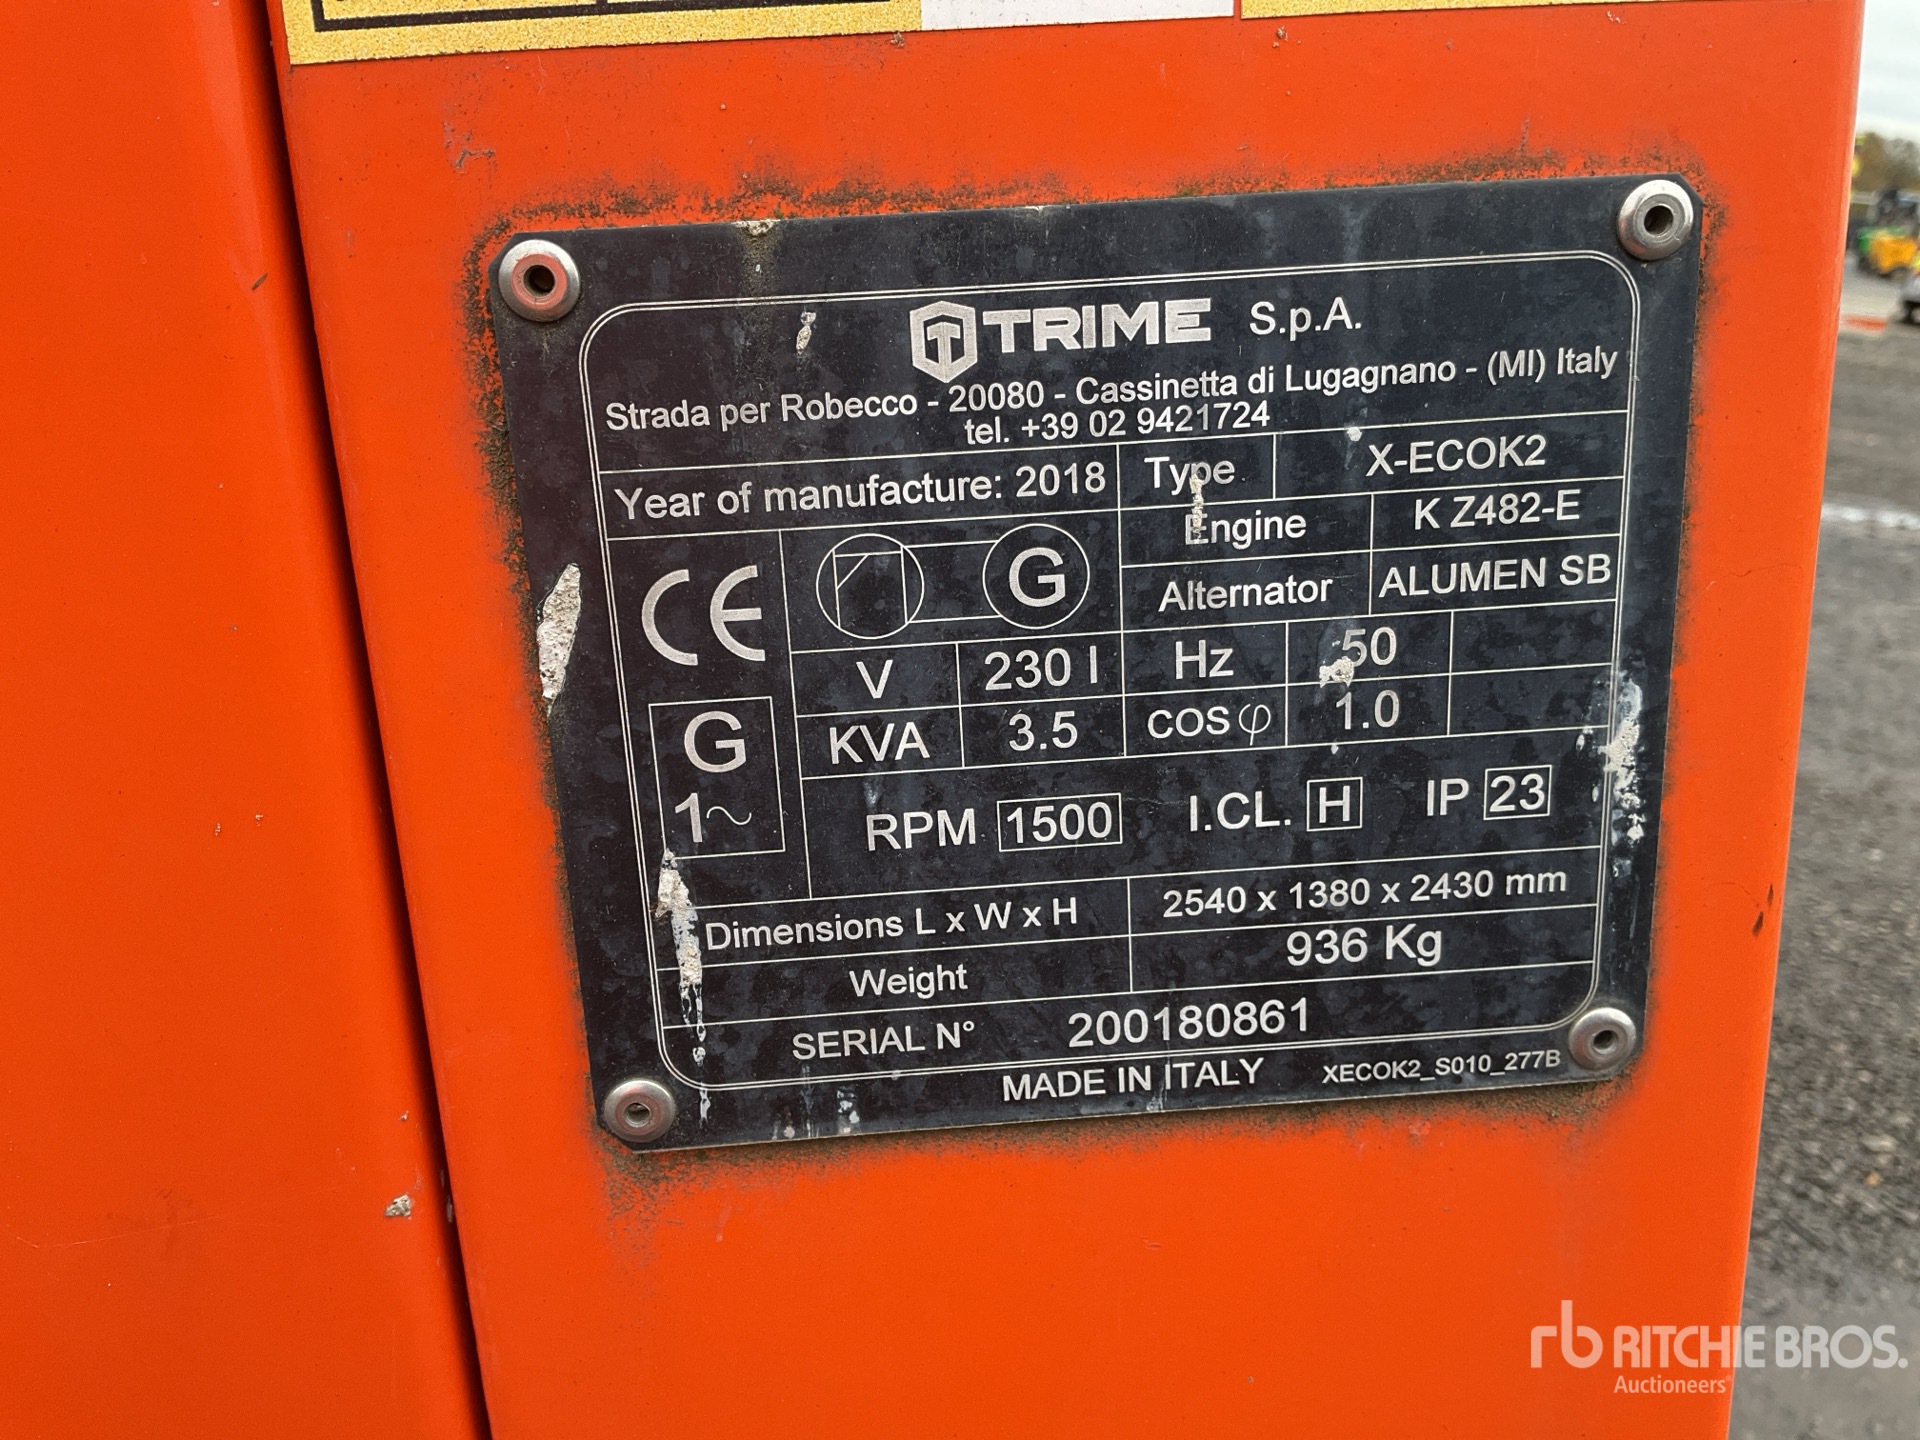 TRIME S.p.A.
Strada per Robecco - 20080 - Cassinetta di Lugagnano - (MI) Italy
tel. +39 02 9421724
Year of manufacture: 2018 Type X-ECOK2
Engine K Z482-E
G
Alternator ALUMEN SB
CE
V 230 I Hz 50
KVA 3.5 COS φ 1.0
G
1~
RPM 1500 I.CL. H IP 23
Dimensions L x W x H 2540 x 1380 x 2430 mm
Weight 936 Kg
SERIAL N° 200180861
MADE IN ITALY XECOK2_S010_277B
rb RITCHIE BROS.
Auctioneers